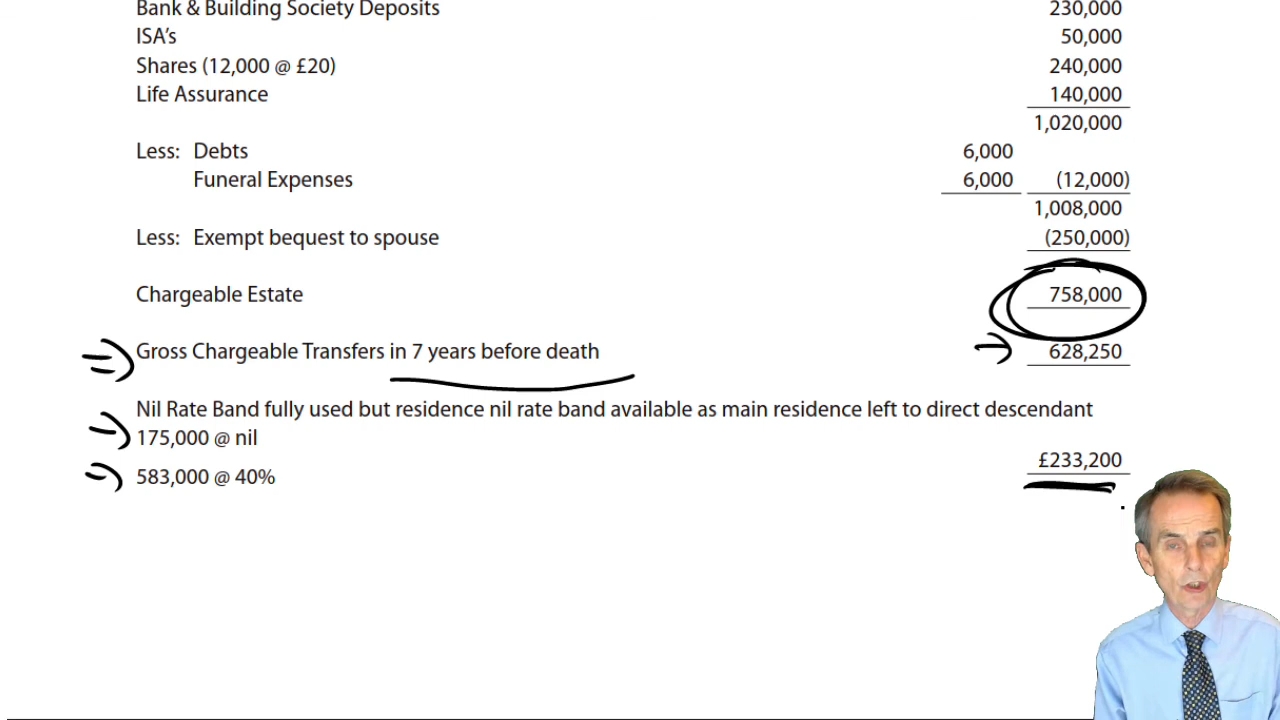 Bank & Building Society Deposits 230,000
ISA's 50,000
Shares (12,000 @ £20) 240,000
Life Assurance 140,000
1,020,000
Less: Debts 6,000
Funeral Expenses 6,000 (12,000)
1,008,000
Less: Exempt bequest to spouse (250,000)
Chargeable Estate 758,000
Gross Chargeable Transfers in 7 years before death 628,250
Nil Rate Band fully used but residence nil rate band available as main residence left to direct descendant
175,000 @ nil
£233,200
583,000 @ 40%